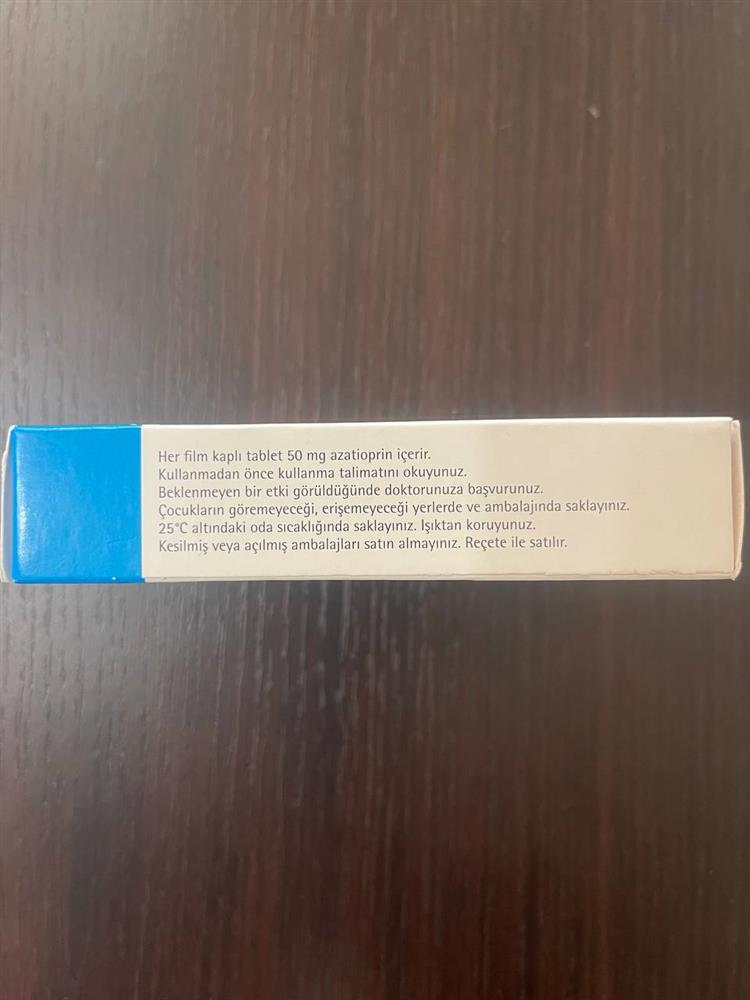 Her film kaplı tablet 50 mg azatioprin içerir.
Kullanmadan önce kullanma talimatını okuyunuz.
Beklenmeyen bir etki görüldüğünde doktorunuza başvurunuz.
Çocukların göremeyeceği, erişemeyeceği yerlerde ve ambalajında saklayınız.
25°C altındaki oda sıcaklığında saklayınız. Işıktan koruyunuz.
Kesilmiş veya açılmış ambalajları satın almayınız. Reçete ile satılır.